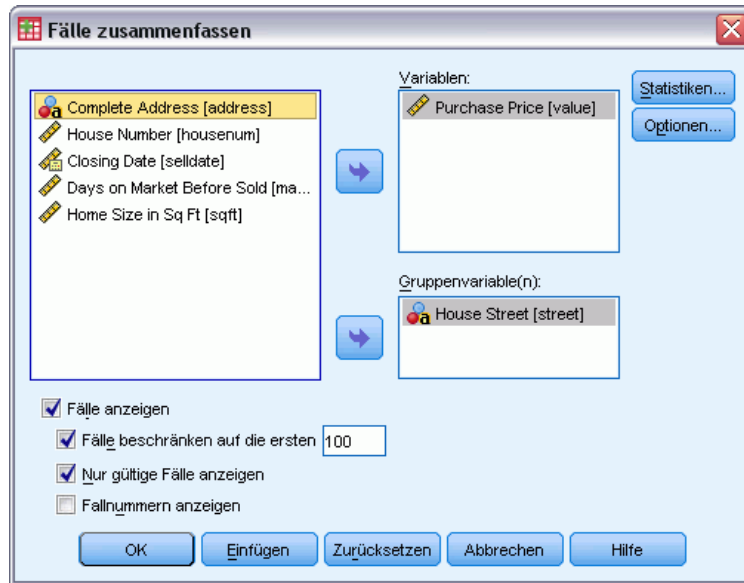 Fälle zusammenfassen
Complete Address [address]
House Number [housenum]
Closing Date [selldate]
Days on Market Before Sold [ma...
Home Size in Sq Ft [sqft]
Variablen:
Purchase Price [value]
Statistiken...
Optionen...
Gruppenvariable(n):
House Street [street]
Fälle anzeigen
Fälle beschränken auf die ersten 100
Nur gültige Fälle anzeigen
Fallnummern anzeigen
OK Einfügen Zurücksetzen Abbrechen Hilfe